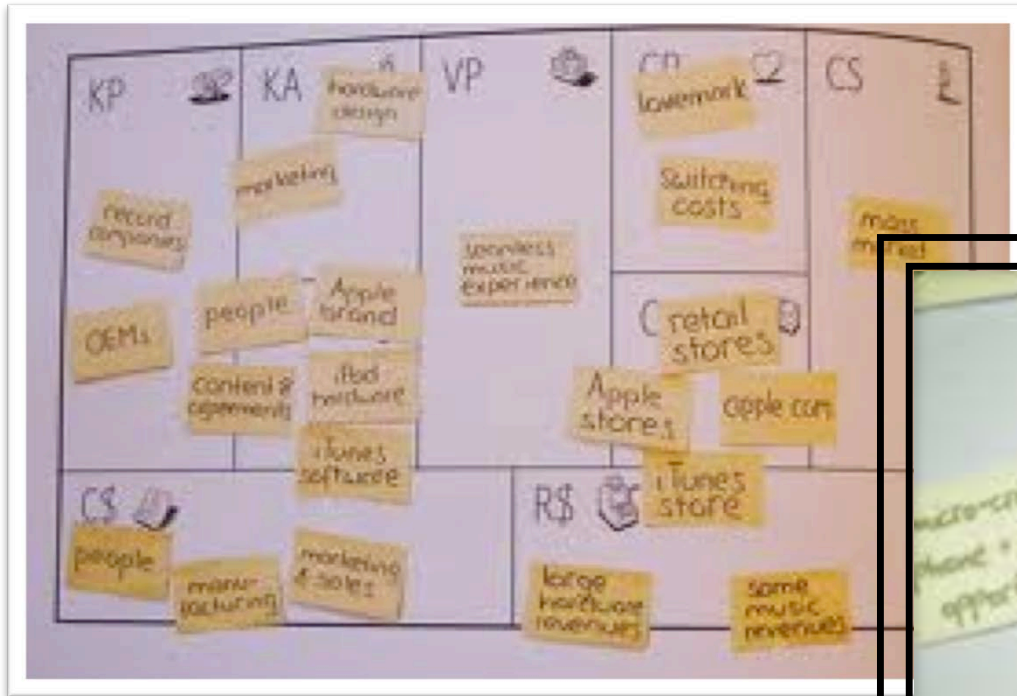 KP
KA
VP
CR
CS
hardware
design
lovemark
marketing
switching
costs
record
companies
mass
market
seamless
music
experience
people
Apple
brand
OEMs
retail
stores
content &
agreements
iPod
hardware
Apple
stores
apple.com
iTunes
software
iTunes
store
C$
R$
people
manu-
facturing
marketing
& sales
large
hardware
revenues
some
music
revenues
phone